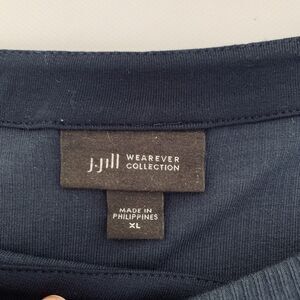 J.Jill WEAREVER
COLLECTION
MADE IN
PHILIPPINES
XL